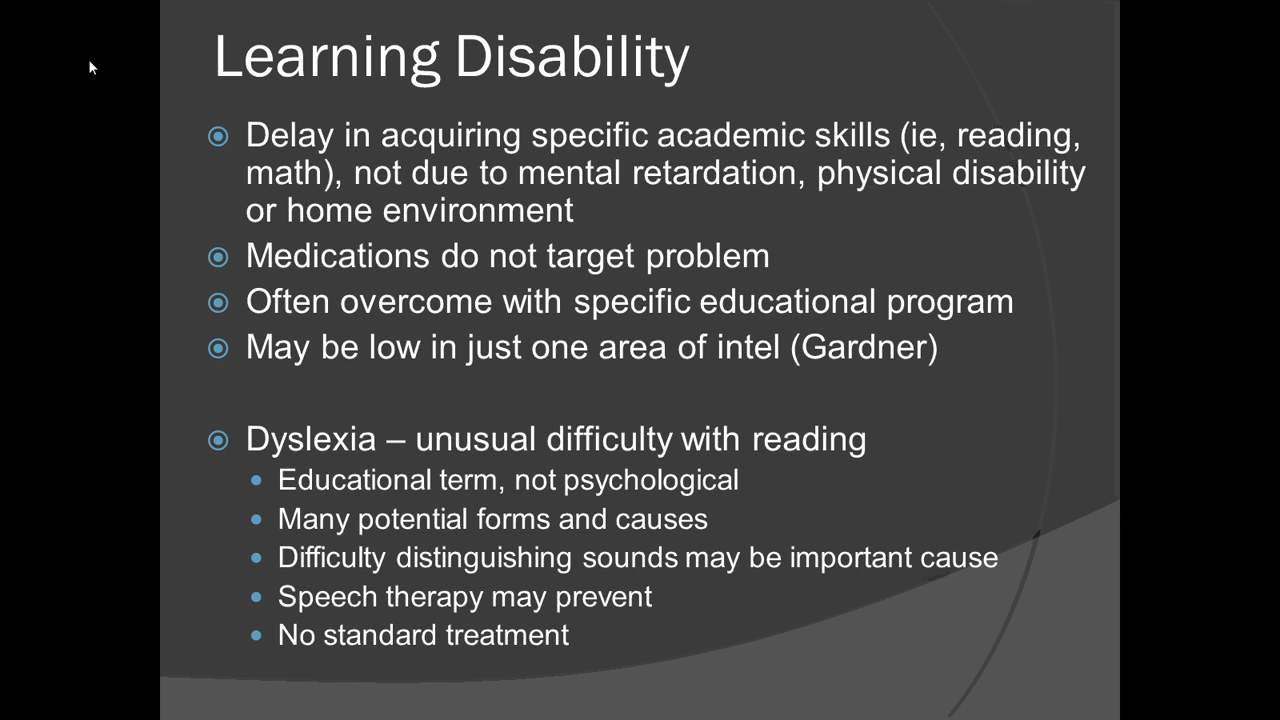 Learning Disability
Delay in acquiring specific academic skills (ie, reading,
math), not due to mental retardation, physical disability
or home environment
Medications do not target problem
Often overcome with specific educational program
May be low in just one area of intel (Gardner)
Dyslexia – unusual difficulty with reading
Educational term, not psychological
Many potential forms and causes
Difficulty distinguishing sounds may be important cause
Speech therapy may prevent
No standard treatment